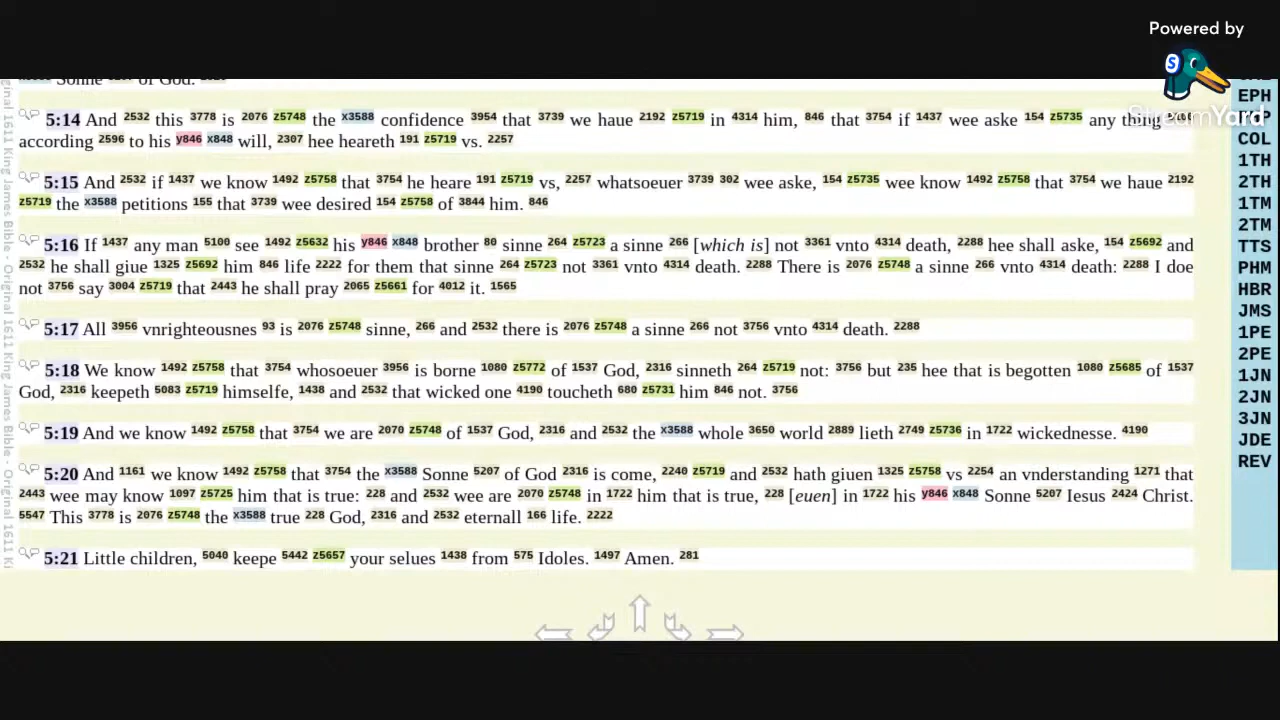 Powered by
StreamYard
Sonne of God.
5:14 And 2532 this 3778 is 2076 z5748 the x3588 confidence 3954 that 3739 we haue 2192 z5719 in 4314 him, 846 that 3754 if 1437 wee aske 154 z5735 any thing
according 2596 to his y846 x848 will, 2307 hee heareth 191 z5719 vs. 2257
5:15 And 2532 if 1437 we know 1492 z5758 that 3754 he heare 191 z5719 vs, 2257 whatsoeuer 3739 302 wee aske, 154 z5735 wee know 1492 z5758 that 3754 we haue 2192
z5719 the x3588 petitions 155 that 3739 wee desired 154 z5758 of 3844 him. 846
5:16 If 1437 any man 5100 see 1492 z5632 his y846 x848 brother 80 sinne 264 z5723 a sinne 266 [which is] not 3361 vnto 4314 death, 2288 hee shall aske, 154 z5692 and
2532 he shall giue 1325 z5692 him 846 life 2222 for them that sinne 264 z5723 not 3361 vnto 4314 death. 2288 There is 2076 z5748 a sinne 266 vnto 4314 death: 2288 I doe
not 3756 say 3004 z5719 that 2443 he shall pray 2065 z5661 for 4012 it. 1565
5:17 All 3956 vnrighteousnes 93 is 2076 z5748 sinne, 266 and 2532 there is 2076 z5748 a sinne 266 not 3756 vnto 4314 death. 2288
5:18 We know 1492 z5758 that 3754 whosoeuer 3956 is borne 1080 z5772 of 1537 God, 2316 sinneth 264 z5719 not: 3756 but 235 hee that is begotten 1080 z5685 of 1537
God, 2316 keepeth 5083 z5719 himselfe, 1438 and 2532 that wicked one 4190 toucheth 680 z5731 him 846 not. 3756
5:19 And we know 1492 z5758 that 3754 we are 2070 z5748 of 1537 God, 2316 and 2532 the x3588 whole 3650 world 2889 lieth 2749 z5736 in 1722 wickednesse. 4190
5:20 And 1161 we know 1492 z5758 that 3754 the x3588 Sonne 5207 of God 2316 is come, 2240 z5719 and 2532 hath giuen 1325 z5758 vs 2254 an vnderstanding 1271 that
2443 wee may know 1097 z5725 him that is true: 228 and 2532 wee are 2070 z5748 in 1722 him that is true, 228 [euen] in 1722 his y846 x848 Sonne 5207 Iesus 2424 Christ.
5547 This 3778 is 2076 z5748 the x3588 true 228 God, 2316 and 2532 eternall 166 life. 2222
5:21 Little children, 5040 keepe 5442 z5657 your selues 1438 from 575 Idoles. 1497 Amen. 281
EPH
COL
1TH
2TH
1TM
2TM
TTS
PHM
HBR
JMS
1PE
2PE
1JN
2JN
3JN
JDE
REV
1611 King James Bible - Original 1611